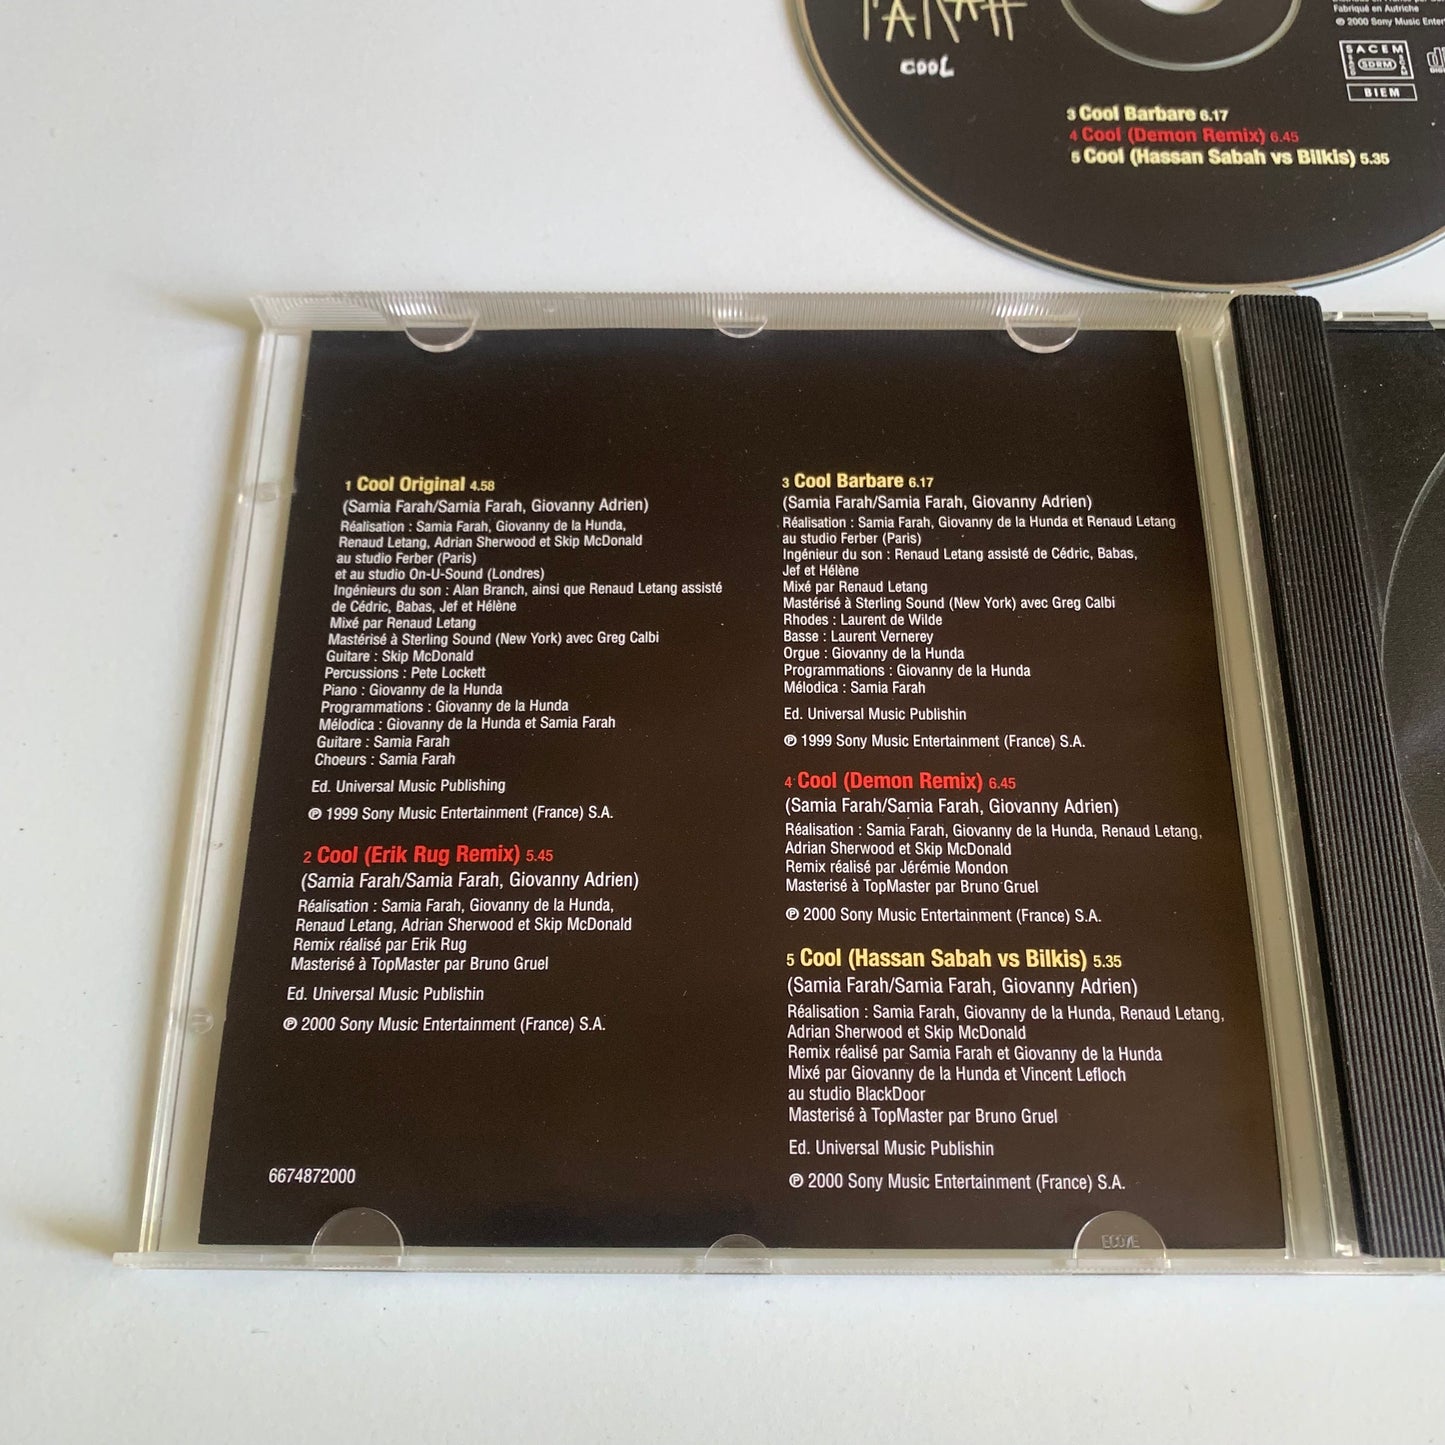 FARAH
COOL
Fabriqué en Autriche
SACEM
SDRM
BIEM
3 Cool Barbare 6.17
4 Cool (Demon Remix) 6.45
5 Cool (Hassan Sabah vs Bilkis) 5.35
1 Cool Original 4.58
(Samia Farah/Samia Farah, Giovanny Adrien)
Réalisation : Samia Farah, Giovanny de la Hunda,
Renaud Letang, Adrian Sherwood et Skip McDonald
au studio Ferber (Paris)
et au studio On-U-Sound (Londres)
Ingénieurs du son : Alan Branch, ainsi que Renaud Letang assisté
de Cédric, Babas, Jef et Hélène
Mixé par Renaud Letang
Mastérisé à Sterling Sound (New York) avec Greg Calbi
Guitare : Skip McDonald
Percussions : Pete Lockett
Piano : Giovanny de la Hunda
Programmations : Giovanny de la Hunda
Mélodica : Giovanny de la Hunda et Samia Farah
Guitare : Samia Farah
Choeurs : Samia Farah
Ed. Universal Music Publishing
℗ 1999 Sony Music Entertainment (France) S.A.
2 Cool (Erik Rug Remix) 5.45
(Samia Farah/Samia Farah, Giovanny Adrien)
Réalisation : Samia Farah, Giovanny de la Hunda,
Renaud Letang, Adrian Sherwood et Skip McDonald
Remix réalisé par Erik Rug
Masterisé à TopMaster par Bruno Gruel
Ed. Universal Music Publishin
℗ 2000 Sony Music Entertainment (France) S.A.
6674872000
3 Cool Barbare 6.17
(Samia Farah/Samia Farah, Giovanny Adrien)
Réalisation : Samia Farah, Giovanny de la Hunda et Renaud Letang
au studio Ferber (Paris)
Ingénieur du son : Renaud Letang assisté de Cédric, Babas,
Jef et Hélène
Mixé par Renaud Letang
Mastérisé à Sterling Sound (New York) avec Greg Calbi
Rhodes : Laurent de Wilde
Basse : Laurent Vernerey
Orgue : Giovanny de la Hunda
Programmations : Giovanny de la Hunda
Mélodica : Samia Farah
Ed. Universal Music Publishin
℗ 1999 Sony Music Entertainment (France) S.A.
4 Cool (Demon Remix) 6.45
(Samia Farah/Samia Farah, Giovanny Adrien)
Réalisation : Samia Farah, Giovanny de la Hunda, Renaud Letang,
Adrian Sherwood et Skip McDonald
Remix réalisé par Jérémie Mondon
Masterisé à TopMaster par Bruno Gruel
℗ 2000 Sony Music Entertainment (France) S.A.
5 Cool (Hassan Sabah vs Bilkis) 5.35
(Samia Farah/Samia Farah, Giovanny Adrien)
Réalisation : Samia Farah, Giovanny de la Hunda, Renaud Letang,
Adrian Sherwood et Skip McDonald
Remix réalisé par Samia Farah et Giovanny de la Hunda
Mixé par Giovanny de la Hunda et Vincent Lefloch
au studio BlackDoor
Masterisé à TopMaster par Bruno Gruel
Ed. Universal Music Publishin
℗ 2000 Sony Music Entertainment (France) S.A.